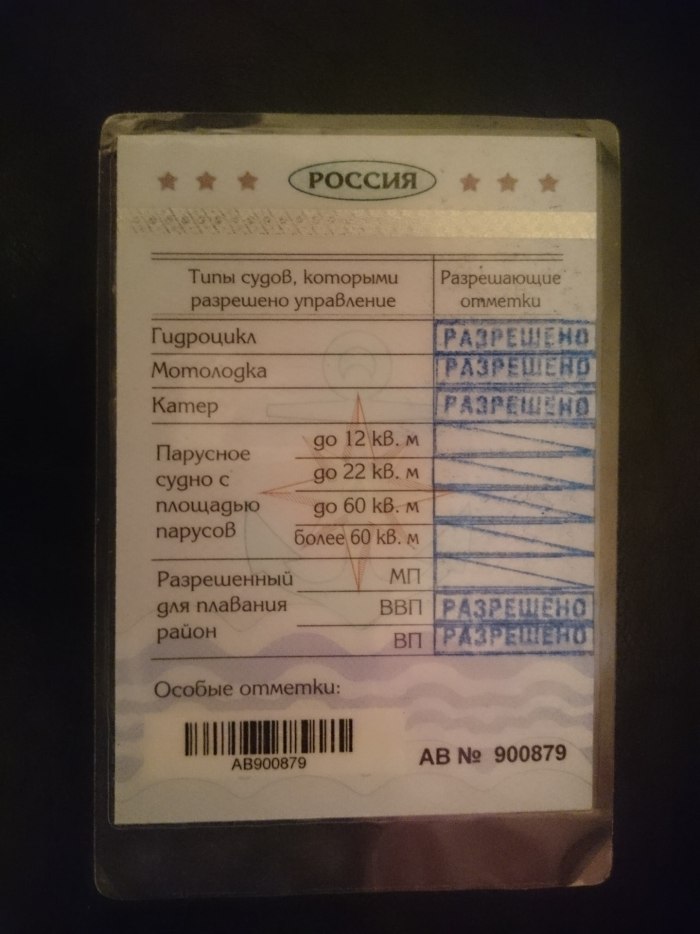 РОССИЯ
Типы судов, которыми разрешено управление
Разрешающие отметки
Гидроцикл РАЗРЕШЕНО
Мотолодка РАЗРЕШЕНО
Катер РАЗРЕШЕНО
Парусное судно с площадью парусов
до 12 кв. м
до 22 кв. м
до 60 кв. м
более 60 кв. м
Разрешенный для плавания район
МП
ВВП РАЗРЕШЕНО
ВП РАЗРЕШЕНО
Особые отметки:
АВ900879
АВ № 900879